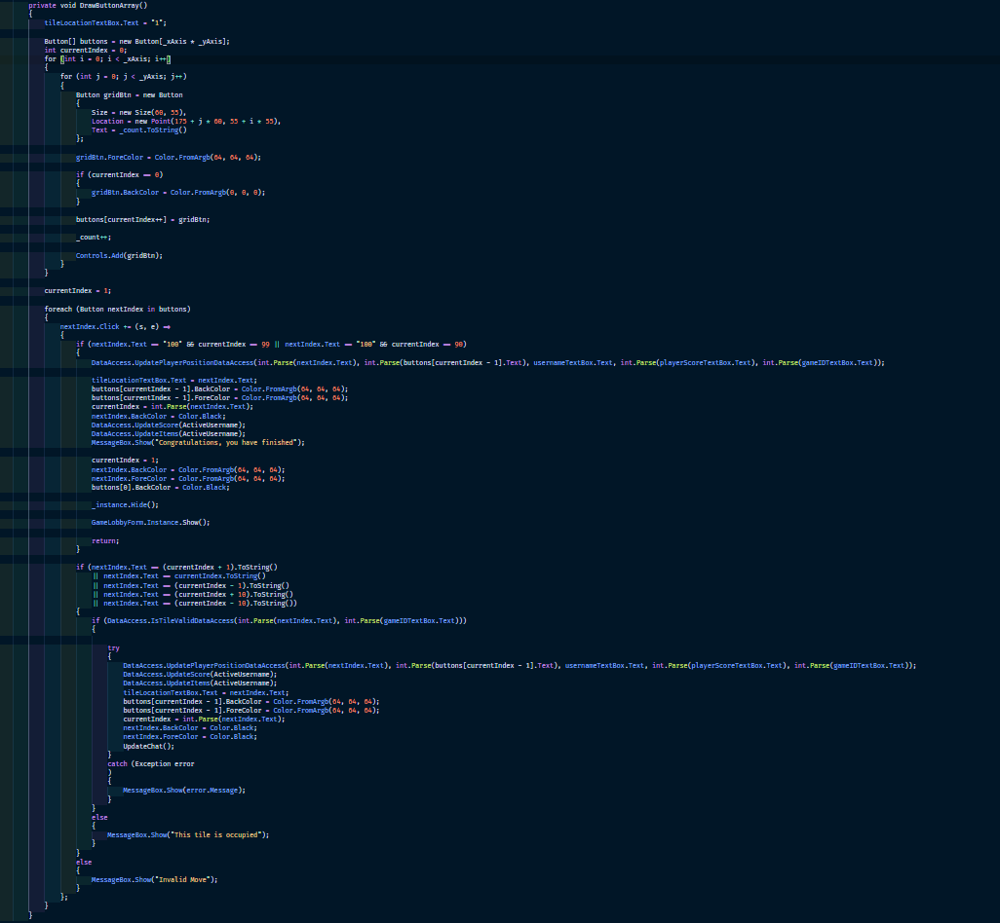 private void DrawButtonArray()
{
tileLocationTextBox.Text = "1";
Button[] buttons = new Button[_xAxis * _yAxis];
int currentIndex = 0;
for (int i = 0; i < _xAxis; i++)
{
for (int j = 0; j < _yAxis; j++)
{
Button gridBtn = new Button
{
Size = new Size(60, 55),
Location = new Point(175 + j * 60, 55 + i * 55),
Text = _count.ToString()
};
gridBtn.ForeColor = Color.FromArgb(64, 64, 64);
if (currentIndex == 0)
{
gridBtn.BackColor = Color.FromArgb(0, 0, 0);
}
buttons[currentIndex++] = gridBtn;
_count++;
Controls.Add(gridBtn);
}
}
currentIndex = 1;
foreach (Button nextIndex in buttons)
{
nextIndex.Click += (s, e) =>
{
if (nextIndex.Text == "100" && currentIndex == 99 || nextIndex.Text == "100" && currentIndex == 90)
{
DataAccess.UpdatePlayerPositionDataAccess(int.Parse(nextIndex.Text), int.Parse(buttons[currentIndex - 1].Text), usernameTextBox.Text, int.Parse(playerScoreTextBox.Text), int.Parse(gameIDTextBox.Text));
tileLocationTextBox.Text = nextIndex.Text;
buttons[currentIndex - 1].BackColor = Color.FromArgb(64, 64, 64);
buttons[currentIndex - 1].ForeColor = Color.FromArgb(64, 64, 64);
currentIndex = int.Parse(nextIndex.Text);
nextIndex.BackColor = Color.Black;
DataAccess.UpdateScore(ActiveUsername);
DataAccess.UpdateItems(ActiveUsername);
MessageBox.Show("Congratulations, you have finished");
currentIndex = 1;
nextIndex.BackColor = Color.FromArgb(64, 64, 64);
nextIndex.ForeColor = Color.FromArgb(64, 64, 64);
buttons[0].BackColor = Color.Black;
_instance.Hide();
GameLobbyForm.Instance.Show();
return;
}
if (nextIndex.Text == (currentIndex + 1).ToString()
|| nextIndex.Text == currentIndex.ToString()
|| nextIndex.Text == (currentIndex - 1).ToString()
|| nextIndex.Text == (currentIndex + 10).ToString()
|| nextIndex.Text == (currentIndex - 10).ToString())
{
if (DataAccess.IsTileValidDataAccess(int.Parse(nextIndex.Text), int.Parse(gameIDTextBox.Text)))
{
try
{
DataAccess.UpdatePlayerPositionDataAccess(int.Parse(nextIndex.Text), int.Parse(buttons[currentIndex - 1].Text), usernameTextBox.Text, int.Parse(playerScoreTextBox.Text), int.Parse(gameIDTextBox.Text));
DataAccess.UpdateScore(ActiveUsername);
DataAccess.UpdateItems(ActiveUsername);
tileLocationTextBox.Text = nextIndex.Text;
buttons[currentIndex - 1].BackColor = Color.FromArgb(64, 64, 64);
buttons[currentIndex - 1].ForeColor = Color.FromArgb(64, 64, 64);
currentIndex = int.Parse(nextIndex.Text);
nextIndex.BackColor = Color.Black;
nextIndex.ForeColor = Color.Black;
UpdateChat();
}
catch (Exception error
)
{
MessageBox.Show(error.Message);
}
}
else
{
MessageBox.Show("This tile is occupied");
}
}
else
{
MessageBox.Show("Invalid Move");
}
};
}
}